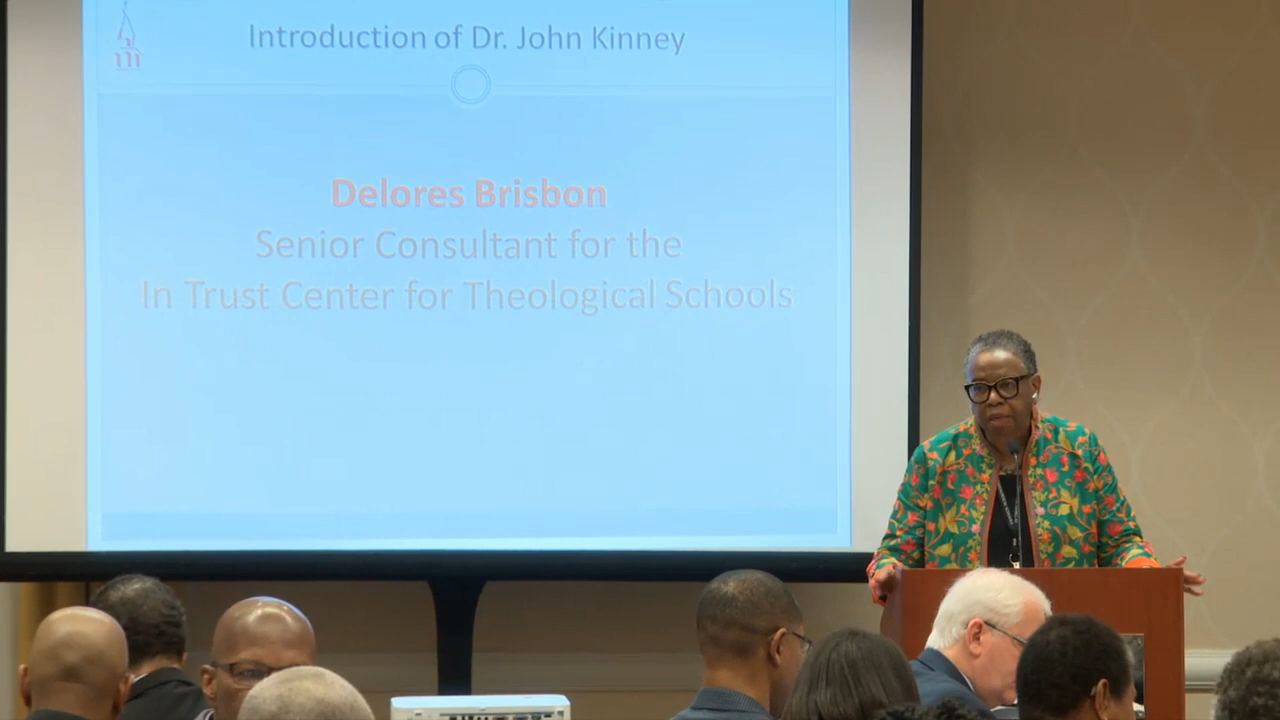 Introduction of Dr. John Kinney
Delores Brisbon
Senior Consultant for the
In Trust Center for Theological Schools